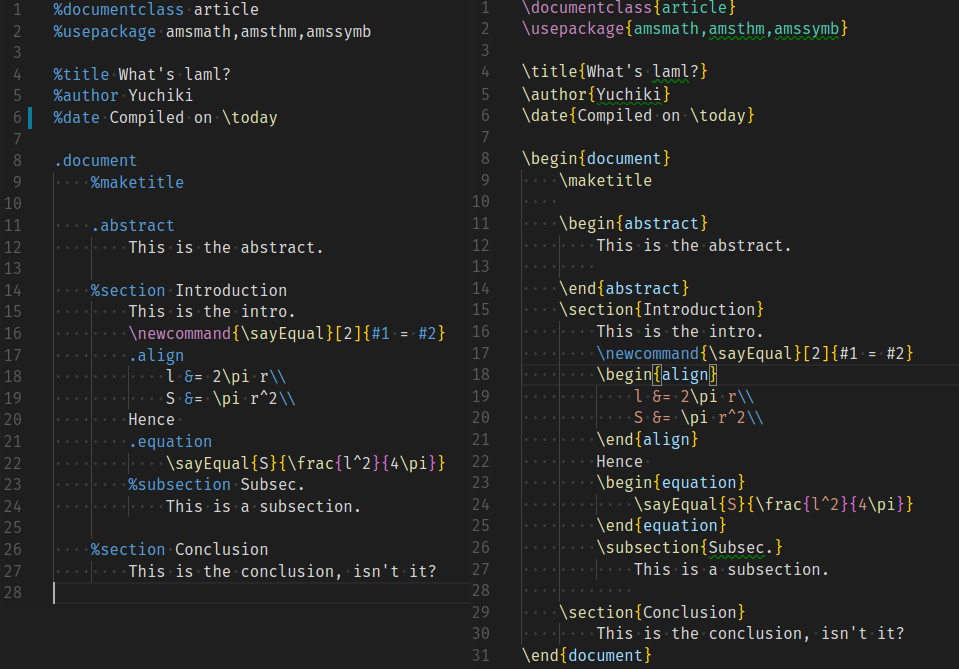 1 %documentclass article
2 %usepackage amsmath,amsthm,amssymb
3
4 %title What's laml?
5 %author Yuchiki
6 %date Compiled on \today
7
8 .document
9 %maketitle
10
11 .abstract
12 This is the abstract.
13
14 %section Introduction
15 This is the intro.
16 \newcommand{\sayEqual}[2]{#1 = #2}
17 .align
18 l &= 2\pi r\\
19 S &= \pi r^2\\
20 Hence
21 .equation
22 \sayEqual{S}{\frac{l^2}{4\pi}}
23 %subsection Subsec.
24 This is a subsection.
25
26 %section Conclusion
27 This is the conclusion, isn't it?
28
1 \documentclass{article}
2 \usepackage{amsmath,amsthm,amssymb}
3
4 \title{What's laml?}
5 \author{Yuchiki}
6 \date{Compiled on \today}
7
8 \begin{document}
9 \maketitle
10
11 \begin{abstract}
12 This is the abstract.
13
14 \end{abstract}
15 \section{Introduction}
16 This is the intro.
17 \newcommand{\sayEqual}[2]{#1 = #2}
18 \begin{align}
19 l &= 2\pi r\\
20 S &= \pi r^2\\
21 \end{align}
22 Hence
23 \begin{equation}
24 \sayEqual{S}{\frac{l^2}{4\pi}}
25 \end{equation}
26 \subsection{Subsec.}
27 This is a subsection.
28
29 \section{Conclusion}
30 This is the conclusion, isn't it?
31 \end{document}